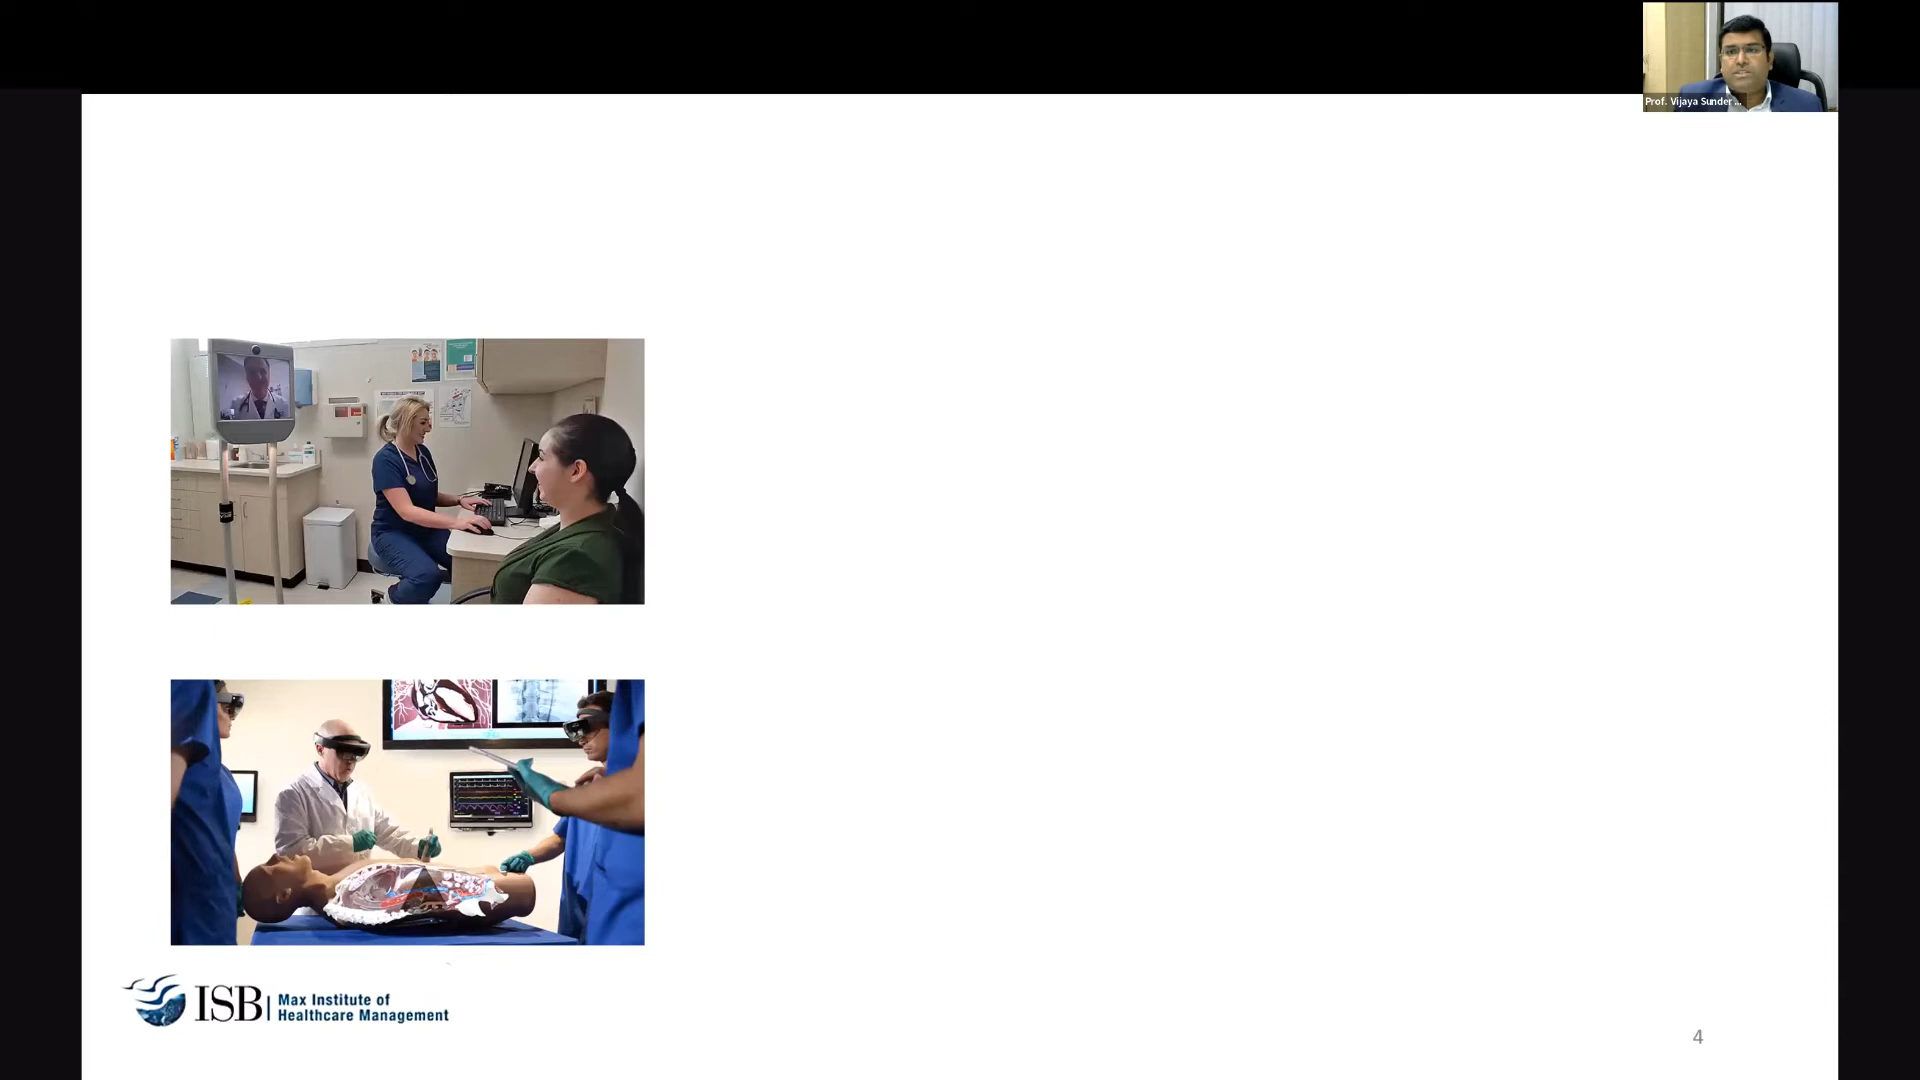 Prof. Vijaya Sunder ...
ISB
Max Institute of
Healthcare Management
4